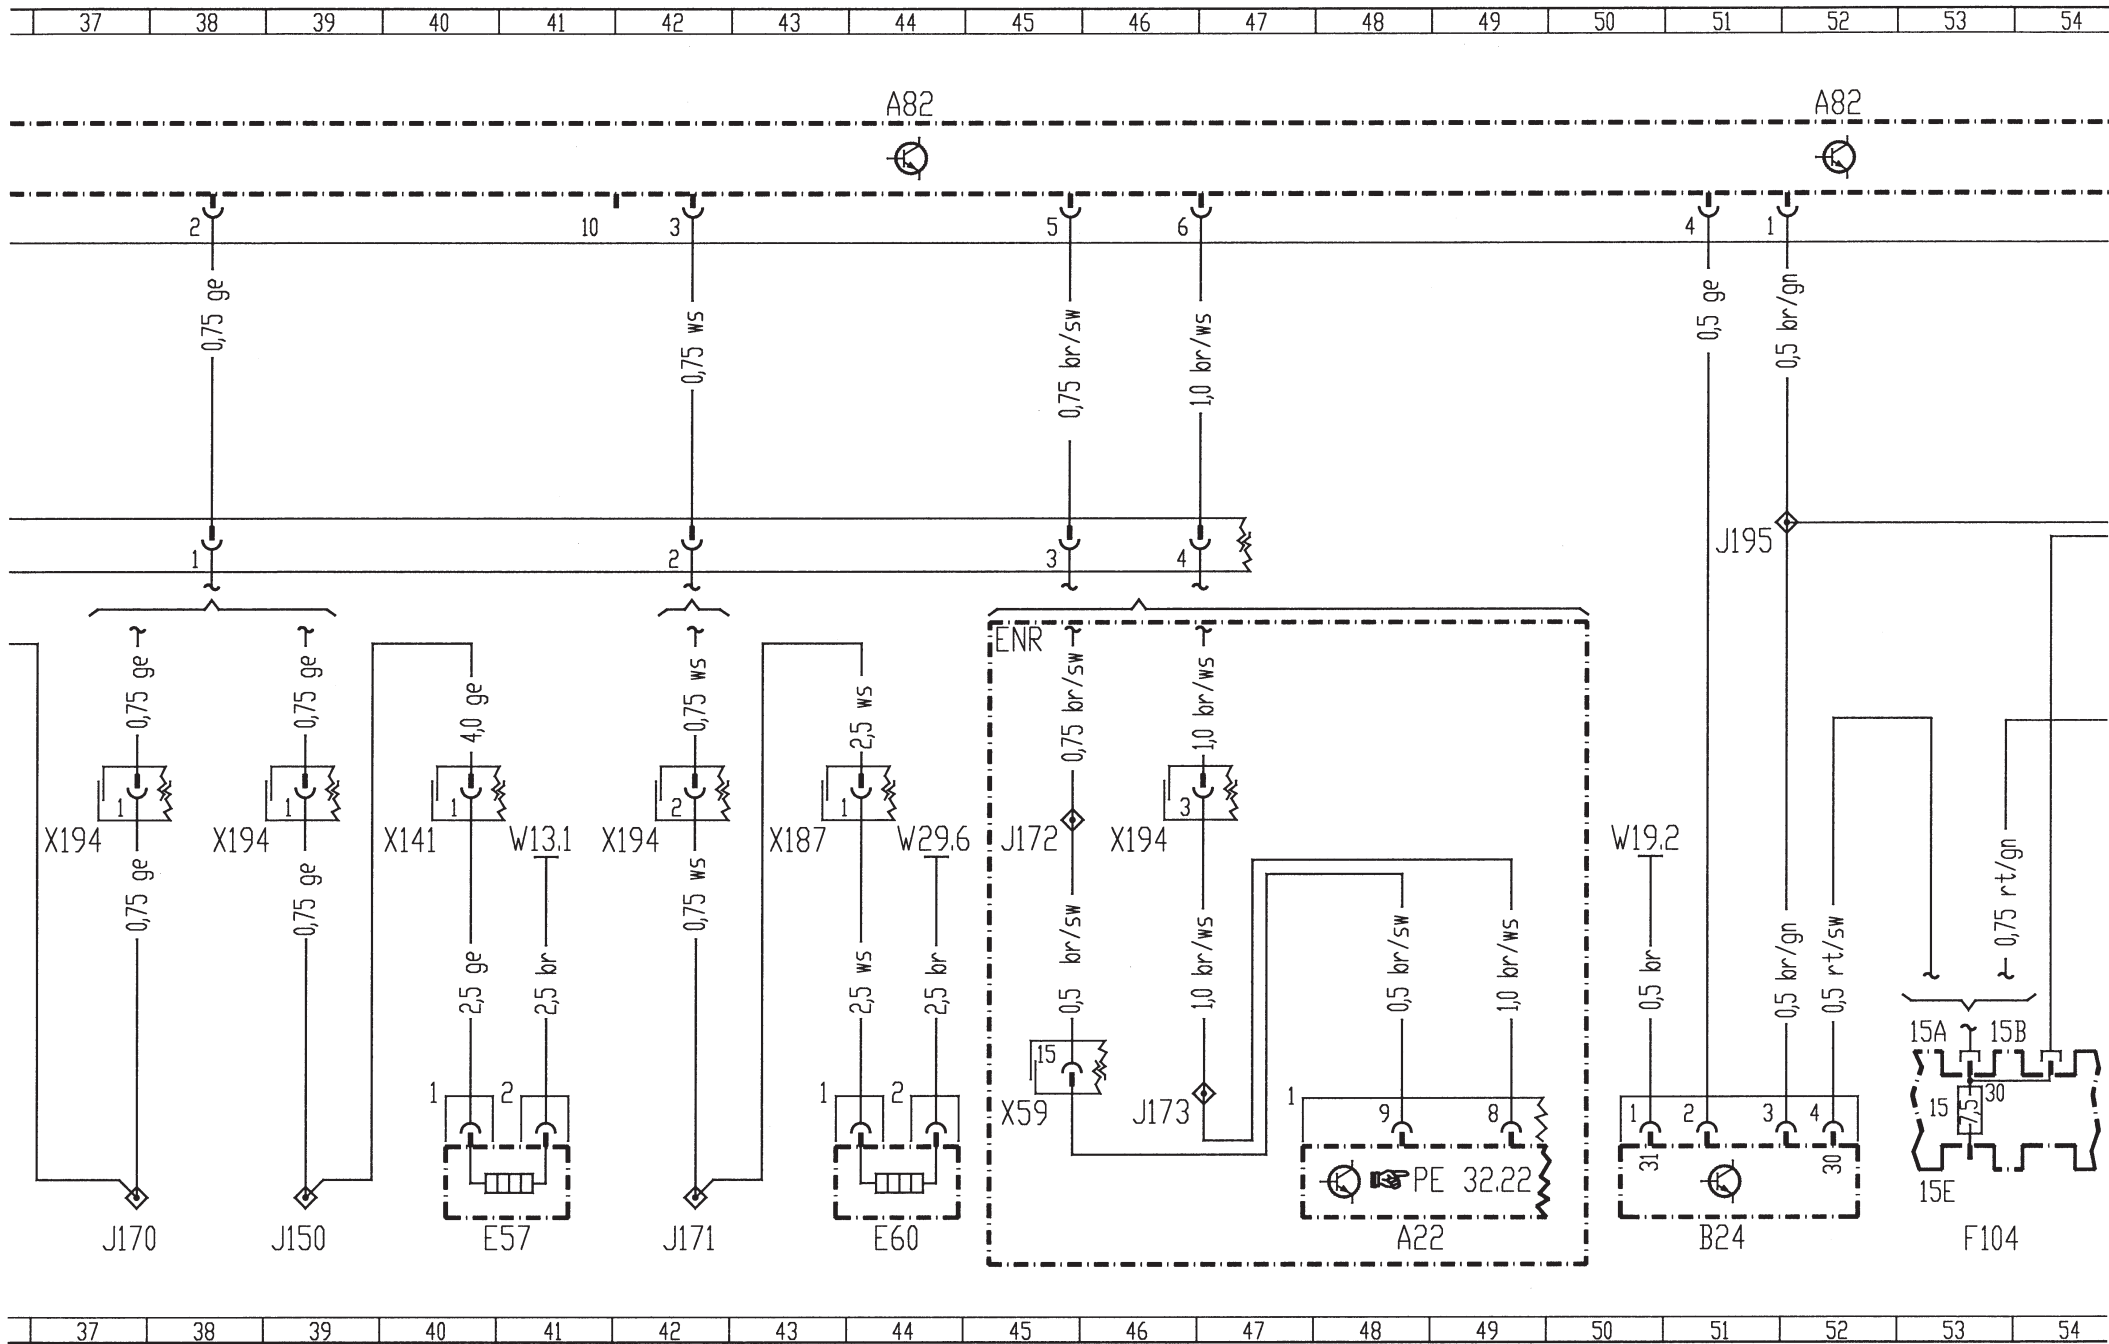 37 38 39 40 41 42 43 44 45 46 47 48 49 50 51 52 53 54
A82 A82
2 10 3 5 6 4 1
0,75 ge 0,75 ws 0,75 br/sw 1,0 br/ws 0,5 ge 0,5 br/gn
J195
1 2 3 4
ENR
0,75 ge 0,75 ge 4,0 ge 0,75 ws 2,5 ws 0,75 br/sw 1,0 br/ws
1 1 1 2 1 3
X194 X194 X141 W13.1 X194 X187 W29.6 J172 X194 W19.2
0,75 ge 0,75 ge 0,75 ws 0,75 rt/gn
2,5 ge 2,5 br 2,5 ws 2,5 br 0,5 br/sw 1,0 br/ws 0,5 br/sw 1,0 br/ws 0,5 br 0,5 br/gn 0,5 rt/sw
15A 15B
15
1 2 1 2 X59 J173 1 9 8 1 2 3 4 15 7,5 30
31 30
PE 32.22
15E
J170 J150 E57 J171 E60 A22 B24 F104
37 38 39 40 41 42 43 44 45 46 47 48 49 50 51 52 53 54